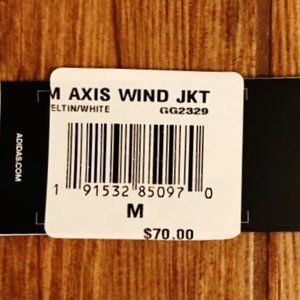 M AXIS WIND JKT
ELTIN/WHITE GG2329
1 91532 85097 0
M
$70.00
ADIDAS.COM